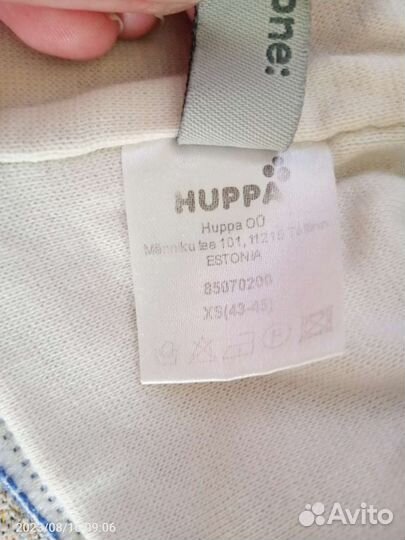 one:
HUPPA
Huppa OÜ
Männiku tee 101, 11215 Tallinn
ESTONIA
85070200
XS(43-45)
2023/08/10 09:06
Avito